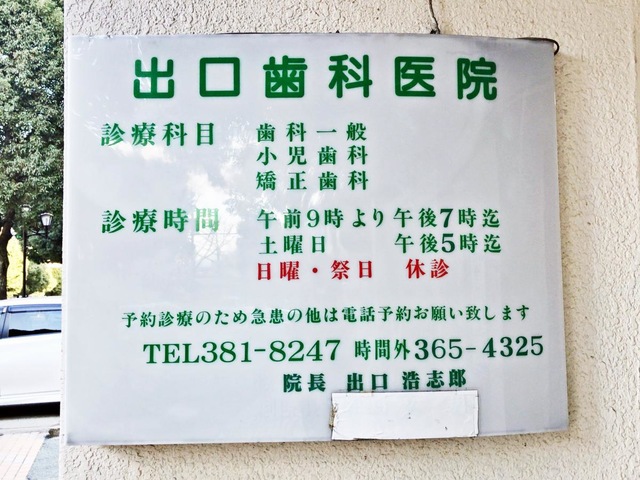 出口歯科医院
診療科目 歯科一般
小児歯科
矯正歯科
診療時間 午前9時より午後7時迄
土曜日 午後5時迄
日曜・祭日 休診
予約診療のため急患の他は電話予約お願い致します
TEL381-8247 時間外365-4325
院長 出口 浩志郎